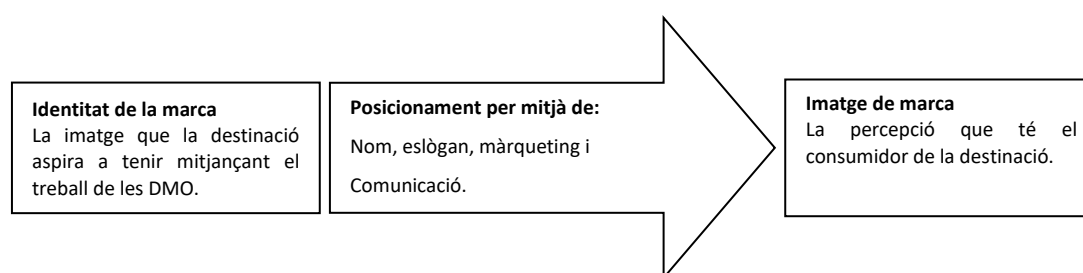 Identitat de la marca
La imatge que la destinació
aspira a tenir mitjançant el
treball de les DMO.
Posicionament per mitjà de:
Nom, eslògan, màrqueting i
Comunicació.
Imatge de marca
La percepció que té el
consumidor de la destinació.